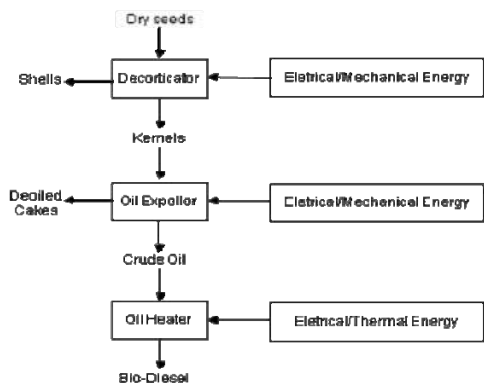 Dry seeds
Shells
Decorticator
Eletrical/Mechanical Energy
Kernels
Deoiled
Cakes
Oil Expollor
Eletrical/Mechanical Energy
Crude Oil
Oil Heater
Eletrical/Thermal Energy
Bio-Diesel